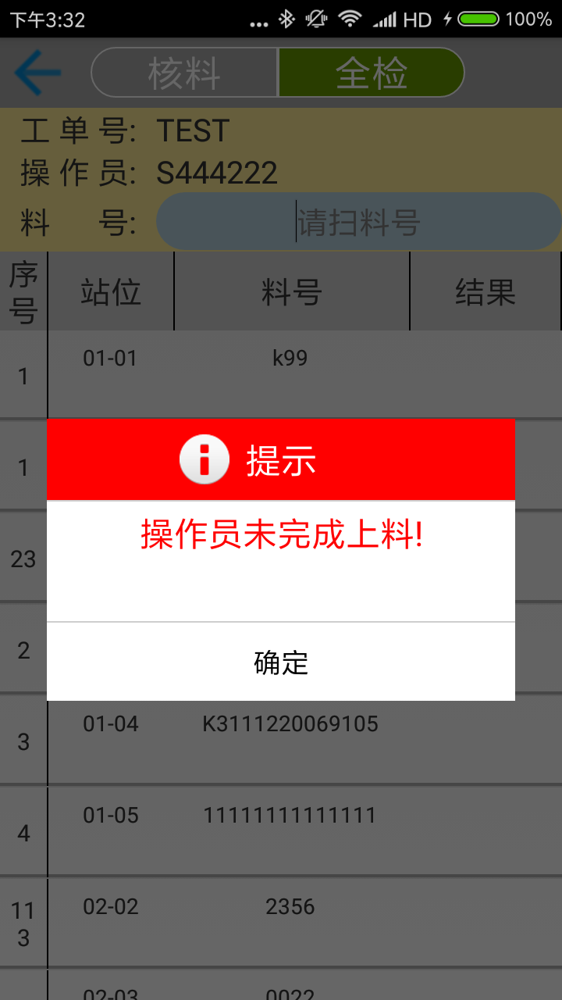 下午3:32 ... HD 100%
核料 全检
工 单 号: TEST
操 作 员: S444222
料 号: 请扫料号
序号 站位 料号 结果
1 01-01 k99
1
提示
23
操作员未完成上料!
2
确定
3 01-04 K3111220069105
4 01-05 11111111111111
113 02-02 2356
02-03 0022